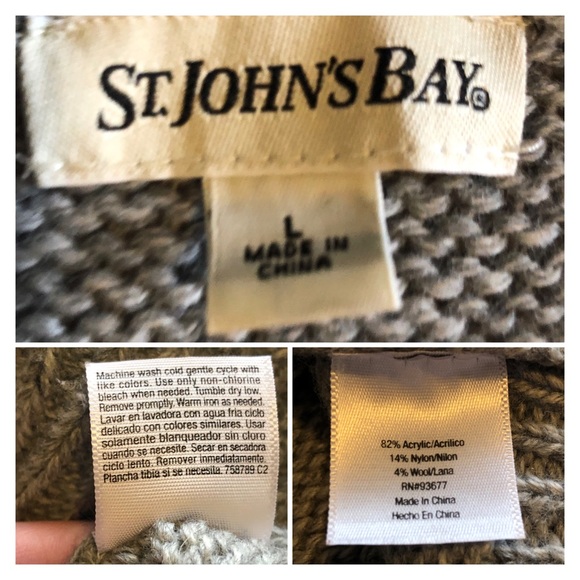 ST. JOHN'S BAY®
L
MADE IN
CHINA
Machine wash cold gentle cycle with
like colors. Use only non-chlorine
bleach when needed. Tumble dry low.
Remove promptly. Warm iron as needed.
Lavar en lavadora con agua fria ciclo
delicado con colores similares. Usar
solamente blanqueador sin cloro
cuando se necesite. Secar en secadora
ciclo lento. Remover inmediatamente.
Plancha tibia si se necesita. 758789 C2
82% Acrylic/Acrilico
14% Nylon/Nilon
4% Wool/Lana
RN#93677
Made In China
Hecho En China